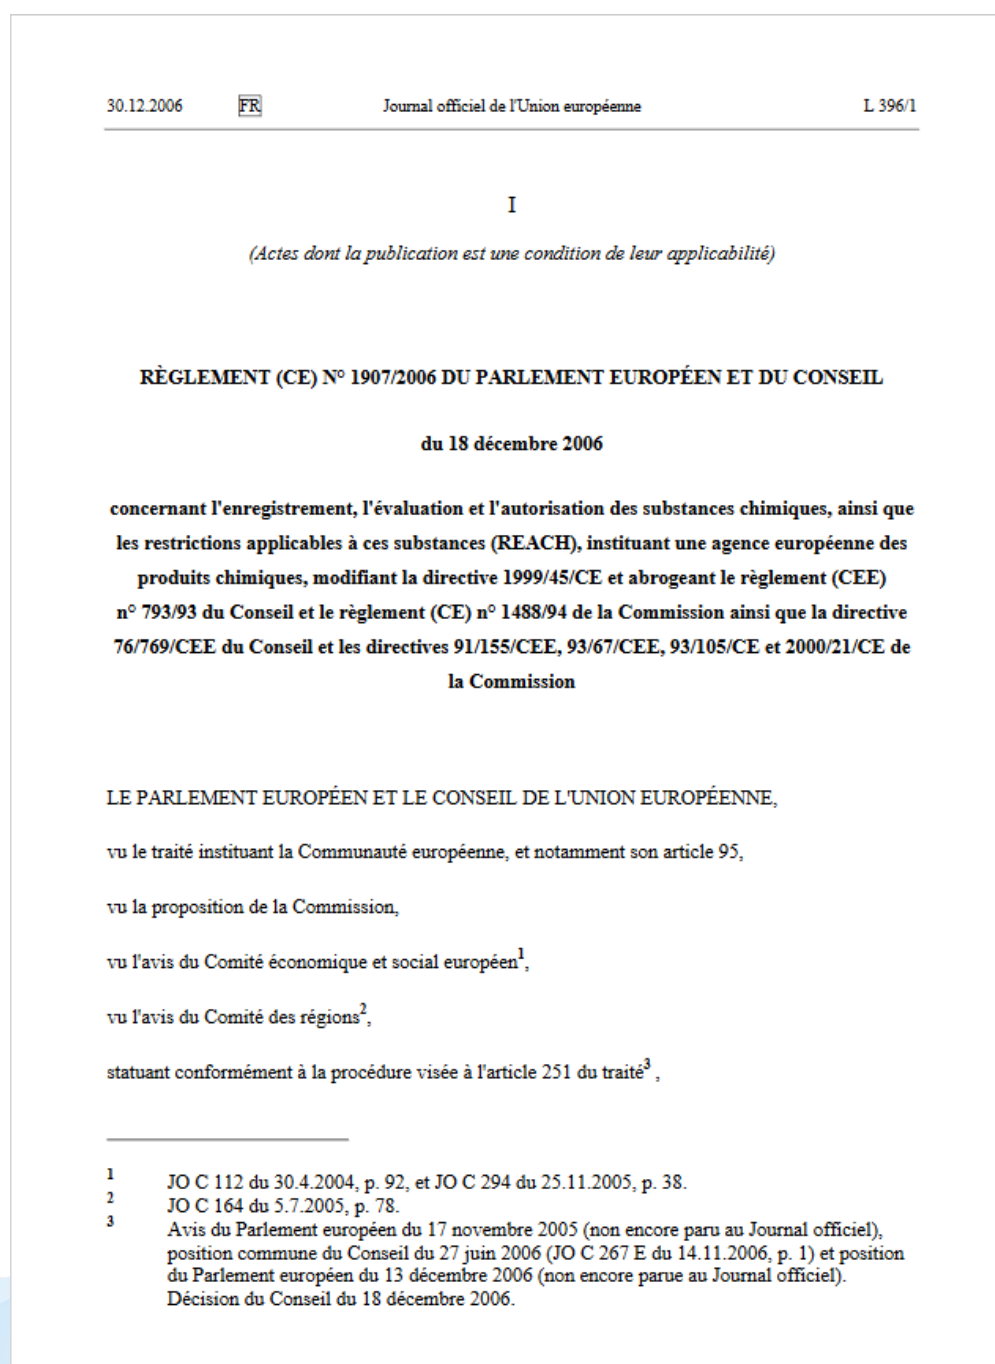 30.12.2006 FR Journal officiel de l'Union européenne L 396/1
I
(Actes dont la publication est une condition de leur applicabilité)
RÈGLEMENT (CE) N° 1907/2006 DU PARLEMENT EUROPÉEN ET DU CONSEIL
du 18 décembre 2006
concernant l'enregistrement, l'évaluation et l'autorisation des substances chimiques, ainsi que
les restrictions applicables à ces substances (REACH), instituant une agence européenne des
produits chimiques, modifiant la directive 1999/45/CE et abrogeant le règlement (CEE)
n° 793/93 du Conseil et le règlement (CE) n° 1488/94 de la Commission ainsi que la directive
76/769/CEE du Conseil et les directives 91/155/CEE, 93/67/CEE, 93/105/CE et 2000/21/CE de
la Commission
LE PARLEMENT EUROPÉEN ET LE CONSEIL DE L'UNION EUROPÉENNE,
vu le traité instituant la Communauté européenne, et notamment son article 95,
vu la proposition de la Commission,
vu l'avis du Comité économique et social européen1,
vu l'avis du Comité des régions2,
statuant conformément à la procédure visée à l'article 251 du traité3 ,
1 JO C 112 du 30.4.2004, p. 92, et JO C 294 du 25.11.2005, p. 38.
2 JO C 164 du 5.7.2005, p. 78.
3 Avis du Parlement européen du 17 novembre 2005 (non encore paru au Journal officiel),
position commune du Conseil du 27 juin 2006 (JO C 267 E du 14.11.2006, p. 1) et position
du Parlement européen du 13 décembre 2006 (non encore parue au Journal officiel).
Décision du Conseil du 18 décembre 2006.